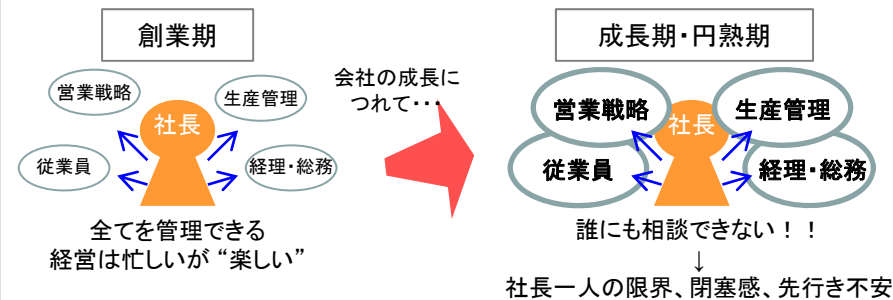 創業期
営業戦略
生産管理
社長
従業員
経理・総務
全てを管理できる
経営は忙しいが “楽しい”
会社の成長に
つれて・・・
成長期・円熟期
営業戦略
生産管理
社長
従業員
経理・総務
誰にも相談できない！！
↓
社長一人の限界、閉塞感、先行き不安